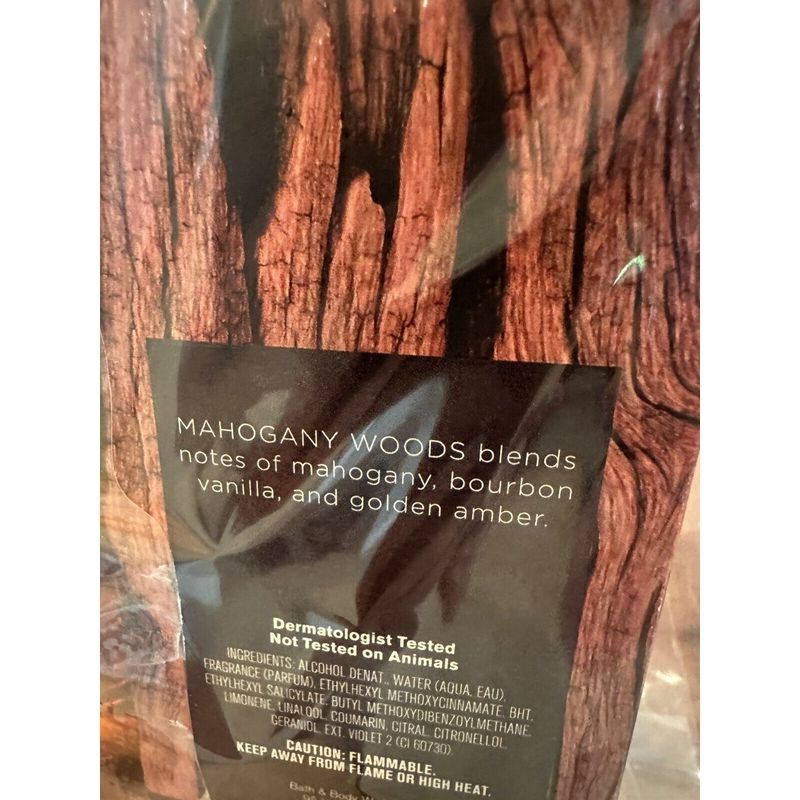 MAHOGANY WOODS blends
notes of mahogany, bourbon
vanilla, and golden amber.
Dermatologist Tested
Not Tested on Animals
INGREDIENTS: ALCOHOL DENAT., WATER (AQUA, EAU),
FRAGRANCE (PARFUM), ETHYLHEXYL METHOXYCINNAMATE, BHT,
ETHYLHEXYL SALICYLATE, BUTYL METHOXYDIBENZOYLMETHANE,
LIMONENE, LINALOOL, COUMARIN, CITRAL, CITRONELLOL,
GERANIOL, EXT. VIOLET 2 (CI 60730).
CAUTION: FLAMMABLE.
KEEP AWAY FROM FLAME OR HIGH HEAT.
Bath & Body